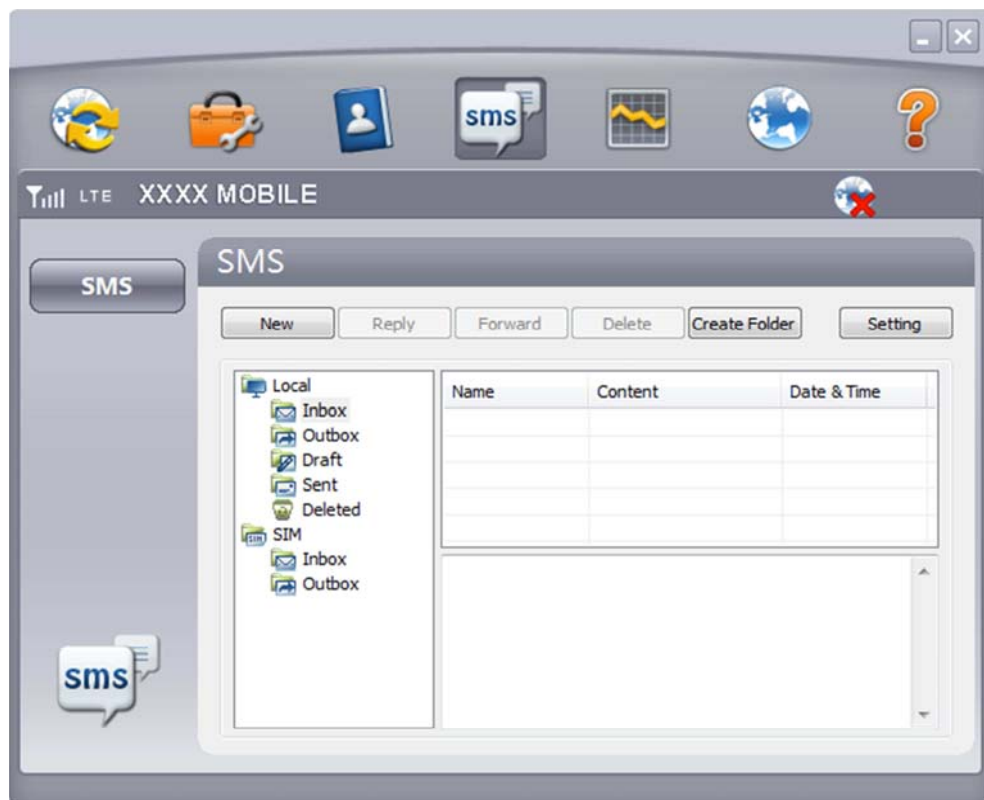 sms
LTE XXXX MOBILE
SMS
SMS
New Reply Forward Delete Create Folder Setting
Local
Inbox
Outbox
Draft
Sent
Deleted
SIM
SIM
Inbox
Outbox
Name Content Date & Time
sms